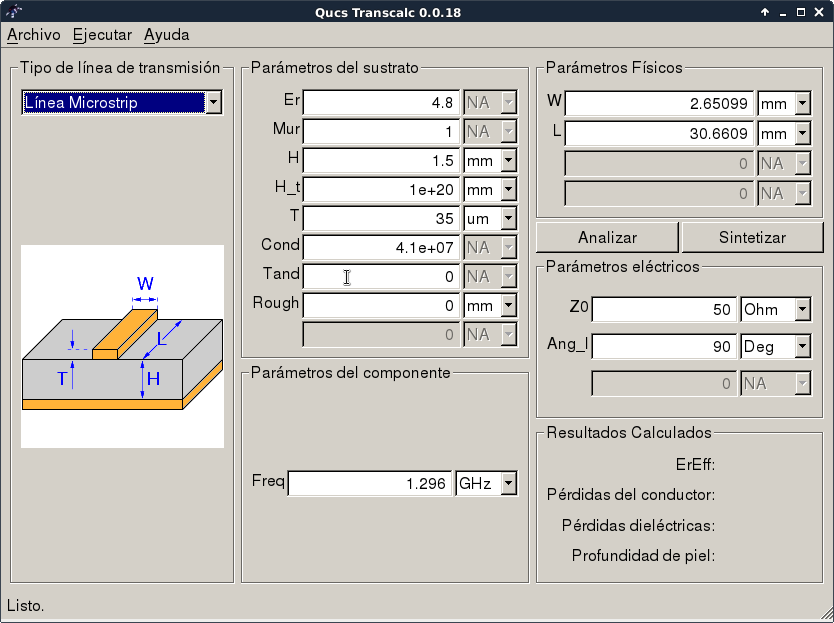 Qucs Transcalc 0.0.18
Archivo Ejecutar Ayuda
Tipo de línea de transmisión
Línea Microstrip
W
L
T
H
Parámetros del sustrato
Er 4.8 NA
Mur 1 NA
H 1.5 mm
H_t 1e+20 mm
T 35 um
Cond 4.1e+07 NA
Tand 0 NA
Rough 0 mm
0 NA
Parámetros del componente
Freq 1.296 GHz
Parámetros Físicos
W 2.65099 mm
L 30.6609 mm
0 NA
0 NA
Analizar Sintetizar
Parámetros eléctricos
Z0 50 Ohm
Ang_l 90 Deg
0 NA
Resultados Calculados
ErEff:
Pérdidas del conductor:
Pérdidas dieléctricas:
Profundidad de piel:
Listo.